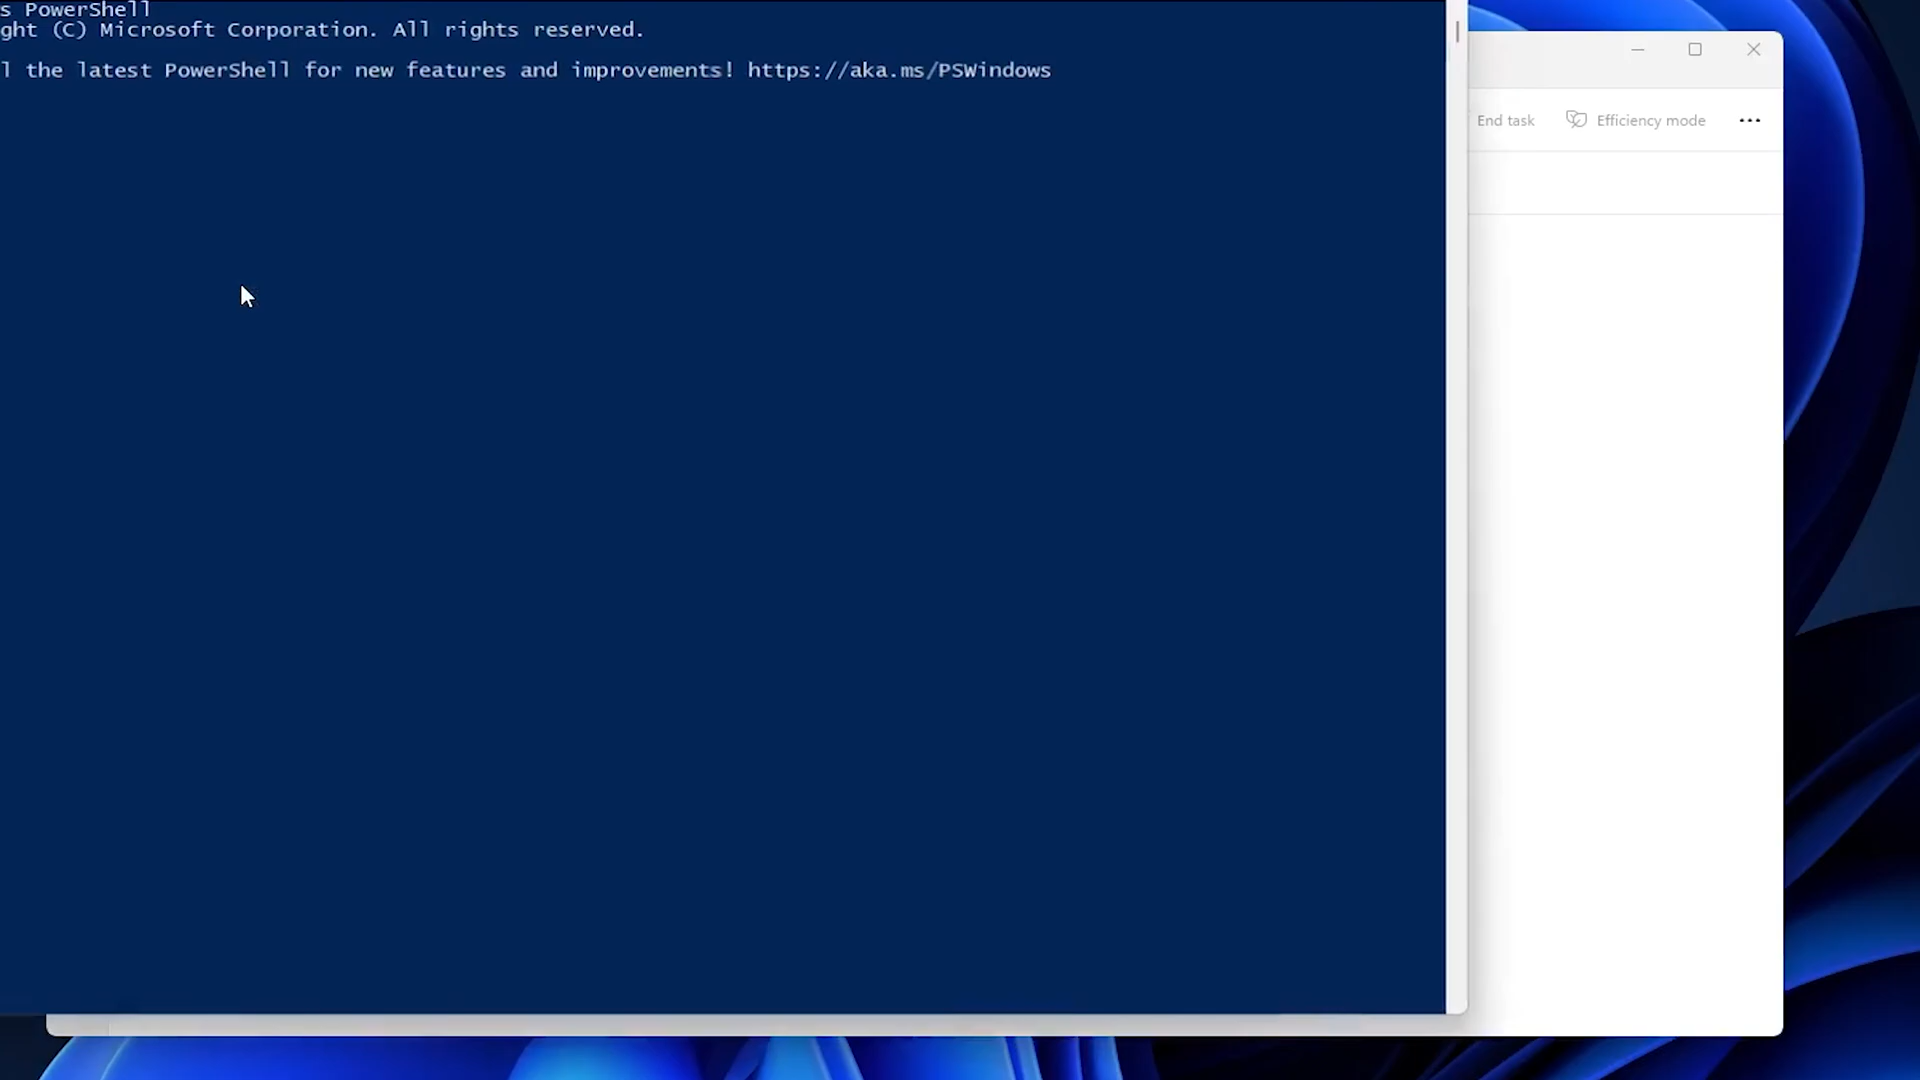 s PowerShell
ght (C) Microsoft Corporation. All rights reserved.
l the latest PowerShell for new features and improvements! https://aka.ms/PSWindows
End task
Efficiency mode